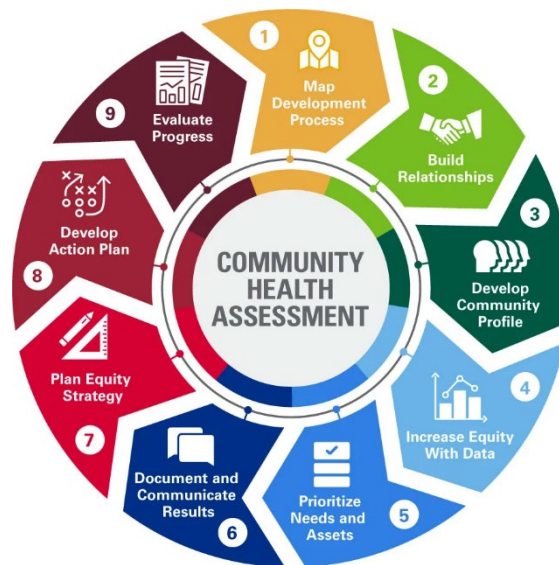 COMMUNITY
HEALTH
ASSESSMENT
1
Map
Development
Process
2
Build
Relationships
3
Develop
Community
Profile
4
Increase Equity
With Data
5
Prioritize
Needs and
Assets
6
Document and
Communicate
Results
7
Plan Equity
Strategy
8
Develop
Action Plan
9
Evaluate
Progress